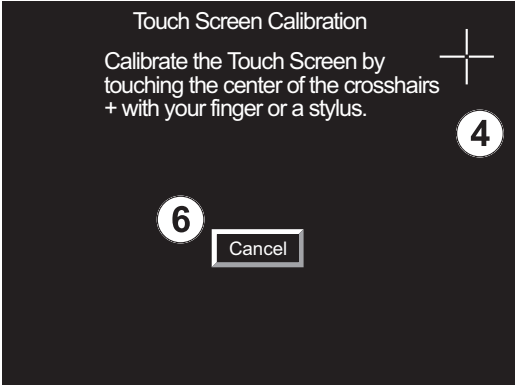 Touch Screen Calibration
Calibrate the Touch Screen by
touching the center of the crosshairs
+ with your finger or a stylus.
4
6
Cancel